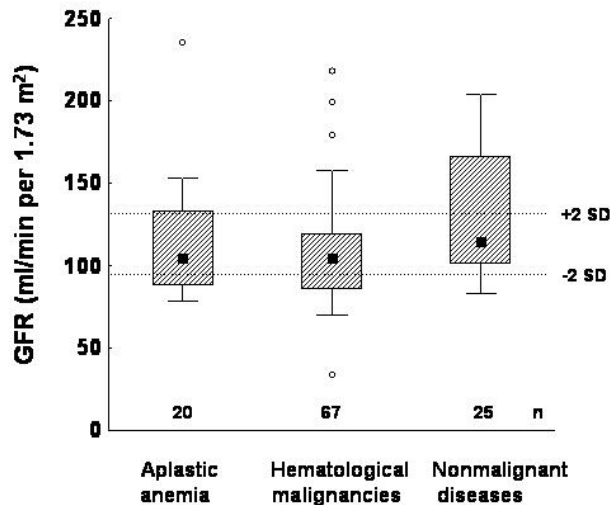 GFR (ml/min per 1.73 m²)
250
200
150
100
50
0
+2 SD
-2 SD
20 67 25 n
Aplastic anemia
Hematological malignancies
Nonmalignant diseases